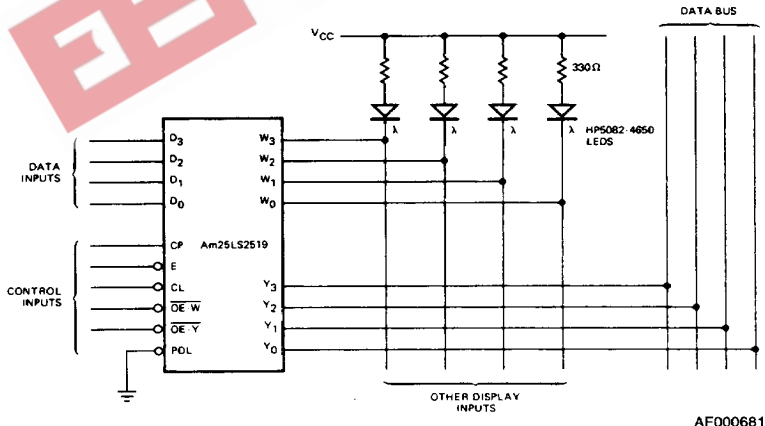 DATA BUS
VCC
330Ω
λ λ λ λ
HP5082-4650
LEDS
DATA
INPUTS
D3
D2
D1
D0
W3
W2
W1
W0
CP
Am25LS2519
E
CL
OE-W
OE-Y
POL
CONTROL
INPUTS
Y3
Y2
Y1
Y0
OTHER DISPLAY
INPUTS
AF000681